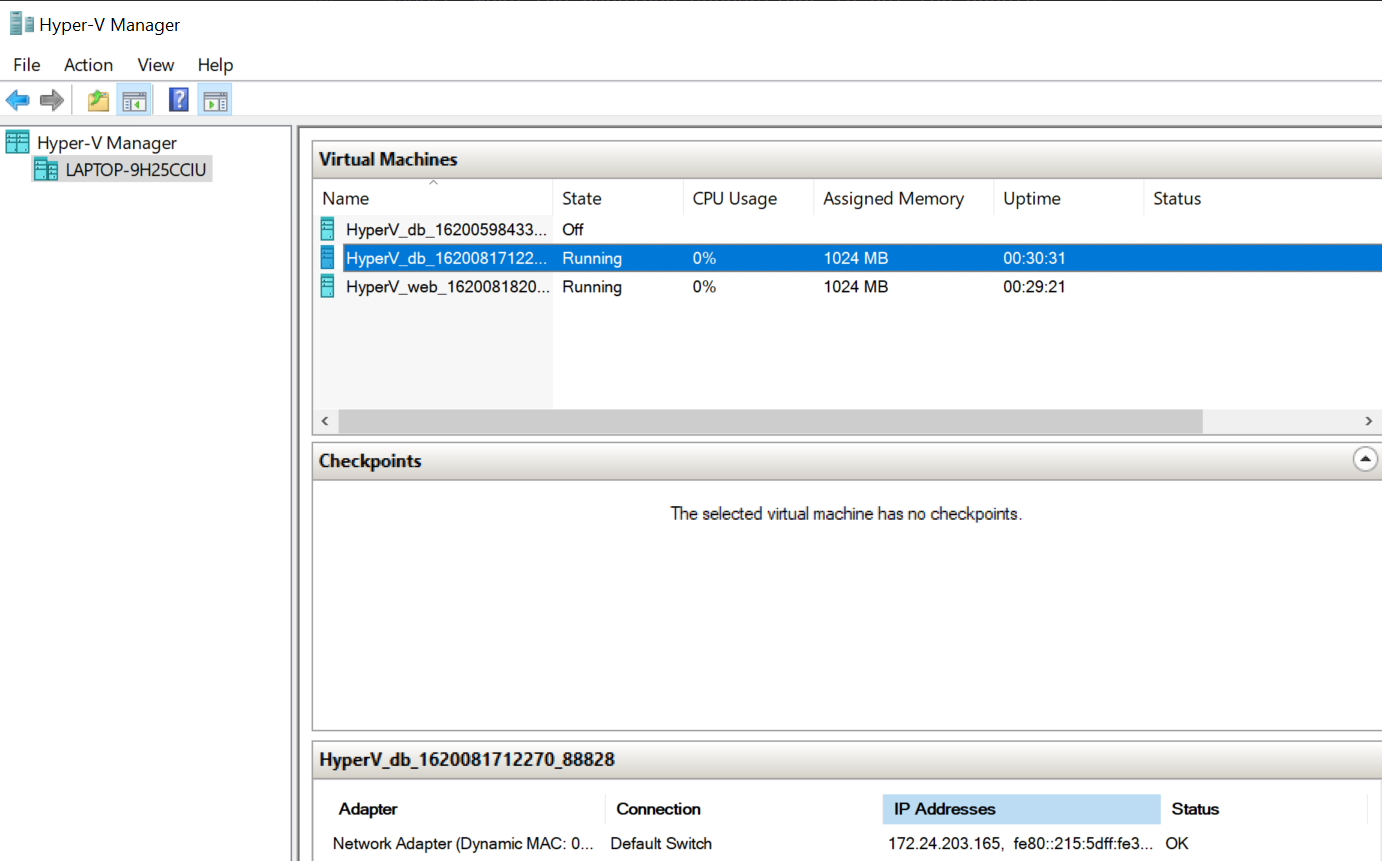 Hyper-V Manager
File Action View Help
Hyper-V Manager
LAPTOP-9H25CCIU
Virtual Machines
Name State CPU Usage Assigned Memory Uptime Status
HyperV_db_16200598433... Off
HyperV_db_16200817122... Running 0% 1024 MB 00:30:31
HyperV_web_1620081820... Running 0% 1024 MB 00:29:21
Checkpoints
The selected virtual machine has no checkpoints.
HyperV_db_1620081712270_88828
Adapter Connection IP Addresses Status
Network Adapter (Dynamic MAC: 0... Default Switch 172.24.203.165, fe80::215:5dff:fe3... OK